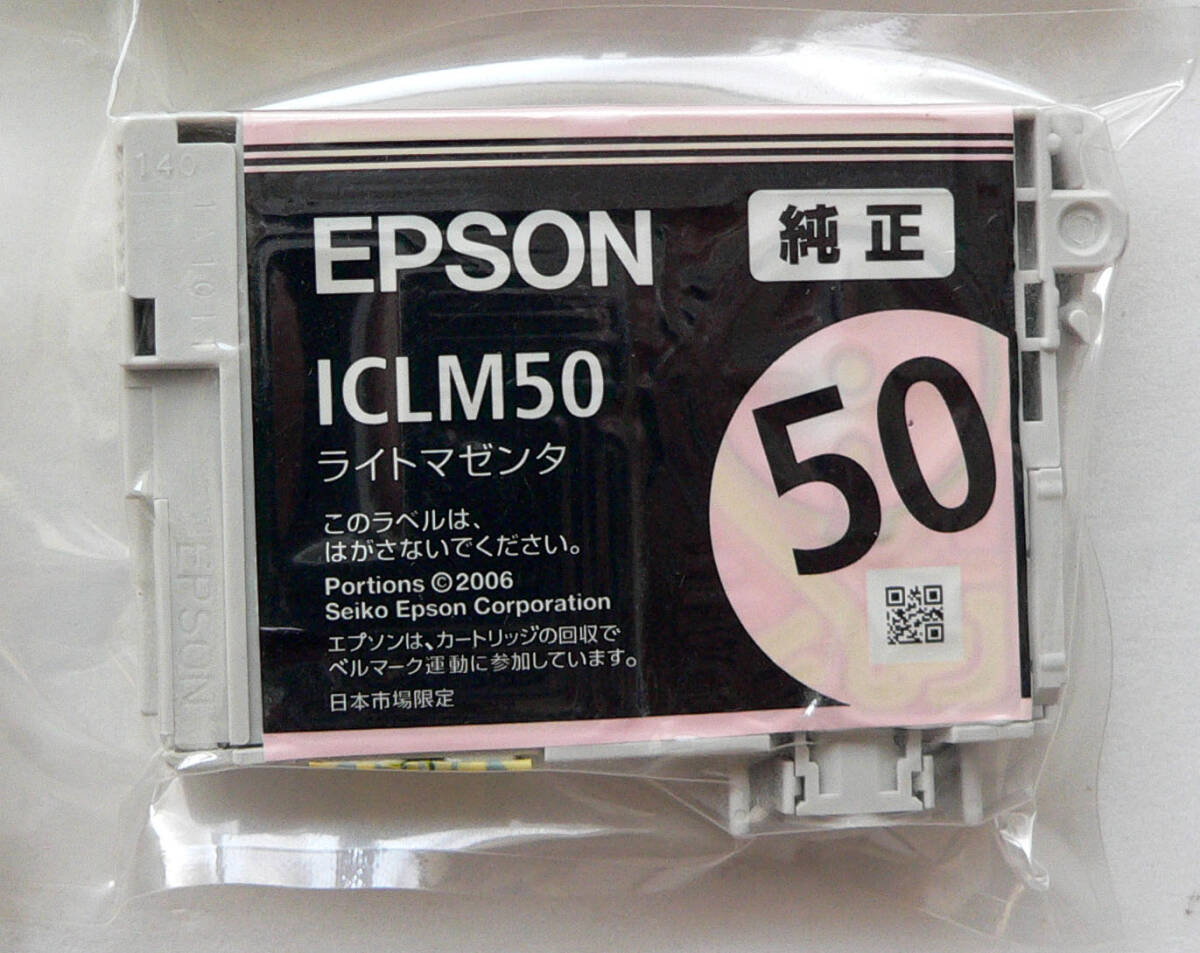 140
EPSON
純正
ICLM50
50
ライトマゼンタ
このラベルは、
はがさないでください。
Portions ©2006
Seiko Epson Corporation
エプソンは、カートリッジの回収で
ベルマーク運動に参加しています。
日本市場限定
EPSON